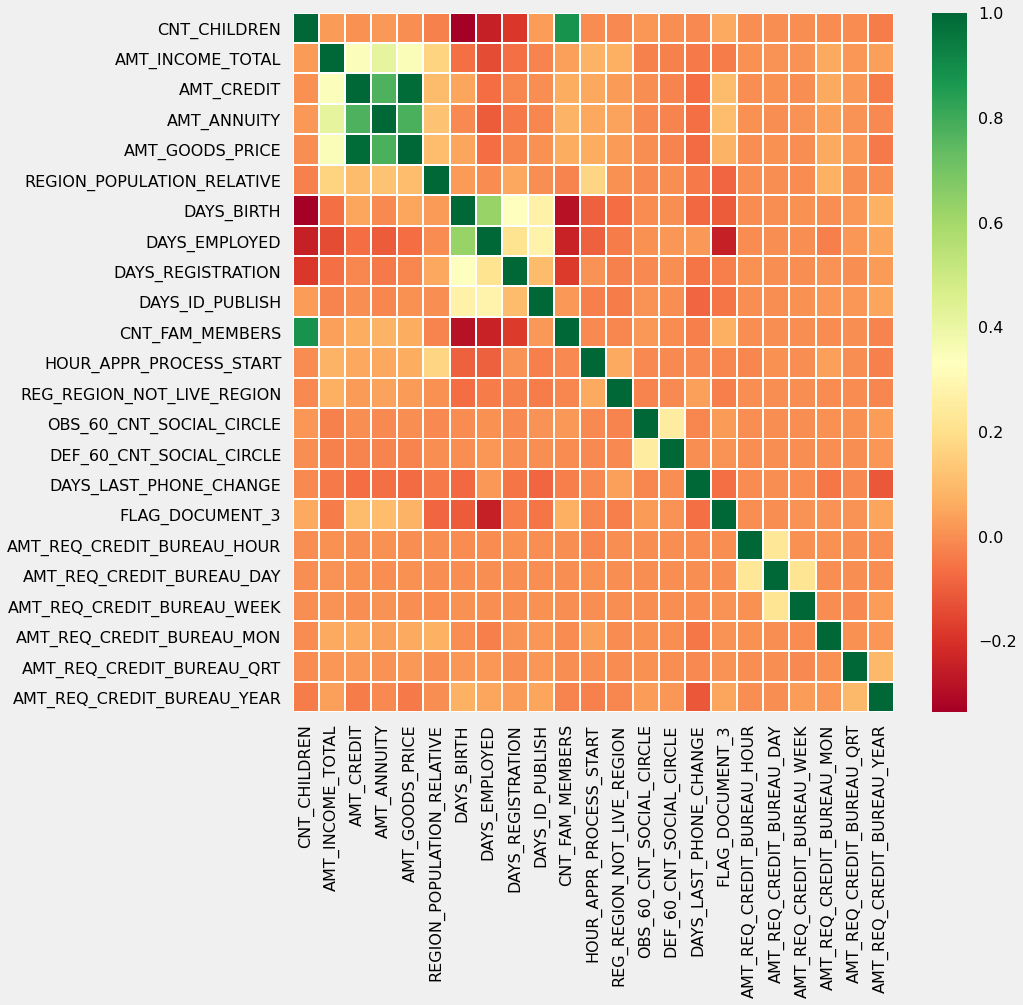 CNT_CHILDREN
AMT_INCOME_TOTAL
AMT_CREDIT
AMT_ANNUITY
AMT_GOODS_PRICE
REGION_POPULATION_RELATIVE
DAYS_BIRTH
DAYS_EMPLOYED
DAYS_REGISTRATION
DAYS_ID_PUBLISH
CNT_FAM_MEMBERS
HOUR_APPR_PROCESS_START
REG_REGION_NOT_LIVE_REGION
OBS_60_CNT_SOCIAL_CIRCLE
DEF_60_CNT_SOCIAL_CIRCLE
DAYS_LAST_PHONE_CHANGE
FLAG_DOCUMENT_3
AMT_REQ_CREDIT_BUREAU_HOUR
AMT_REQ_CREDIT_BUREAU_DAY
AMT_REQ_CREDIT_BUREAU_WEEK
AMT_REQ_CREDIT_BUREAU_MON
AMT_REQ_CREDIT_BUREAU_QRT
AMT_REQ_CREDIT_BUREAU_YEAR
CNT_CHILDREN
AMT_INCOME_TOTAL
AMT_CREDIT
AMT_ANNUITY
AMT_GOODS_PRICE
REGION_POPULATION_RELATIVE
DAYS_BIRTH
DAYS_EMPLOYED
DAYS_REGISTRATION
DAYS_ID_PUBLISH
CNT_FAM_MEMBERS
HOUR_APPR_PROCESS_START
REG_REGION_NOT_LIVE_REGION
OBS_60_CNT_SOCIAL_CIRCLE
DEF_60_CNT_SOCIAL_CIRCLE
DAYS_LAST_PHONE_CHANGE
FLAG_DOCUMENT_3
AMT_REQ_CREDIT_BUREAU_HOUR
AMT_REQ_CREDIT_BUREAU_DAY
AMT_REQ_CREDIT_BUREAU_WEEK
AMT_REQ_CREDIT_BUREAU_MON
AMT_REQ_CREDIT_BUREAU_QRT
AMT_REQ_CREDIT_BUREAU_YEAR
1.0
0.8
0.6
0.4
0.2
0.0
−0.2